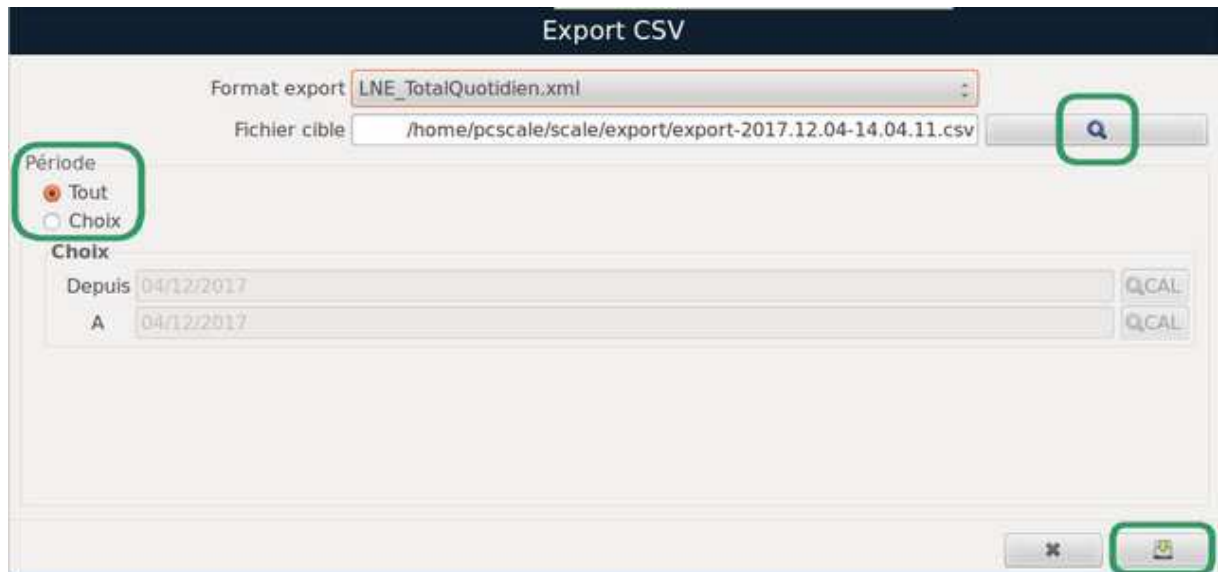 Export CSV
Format export LNE_TotalQuotidien.xml
Fichier cible /home/pcscale/scale/export/export-2017.12.04-14.04.11.csv
Période
Tout
Choix
Choix
Depuis 04/12/2017 CAL
A 04/12/2017 CAL